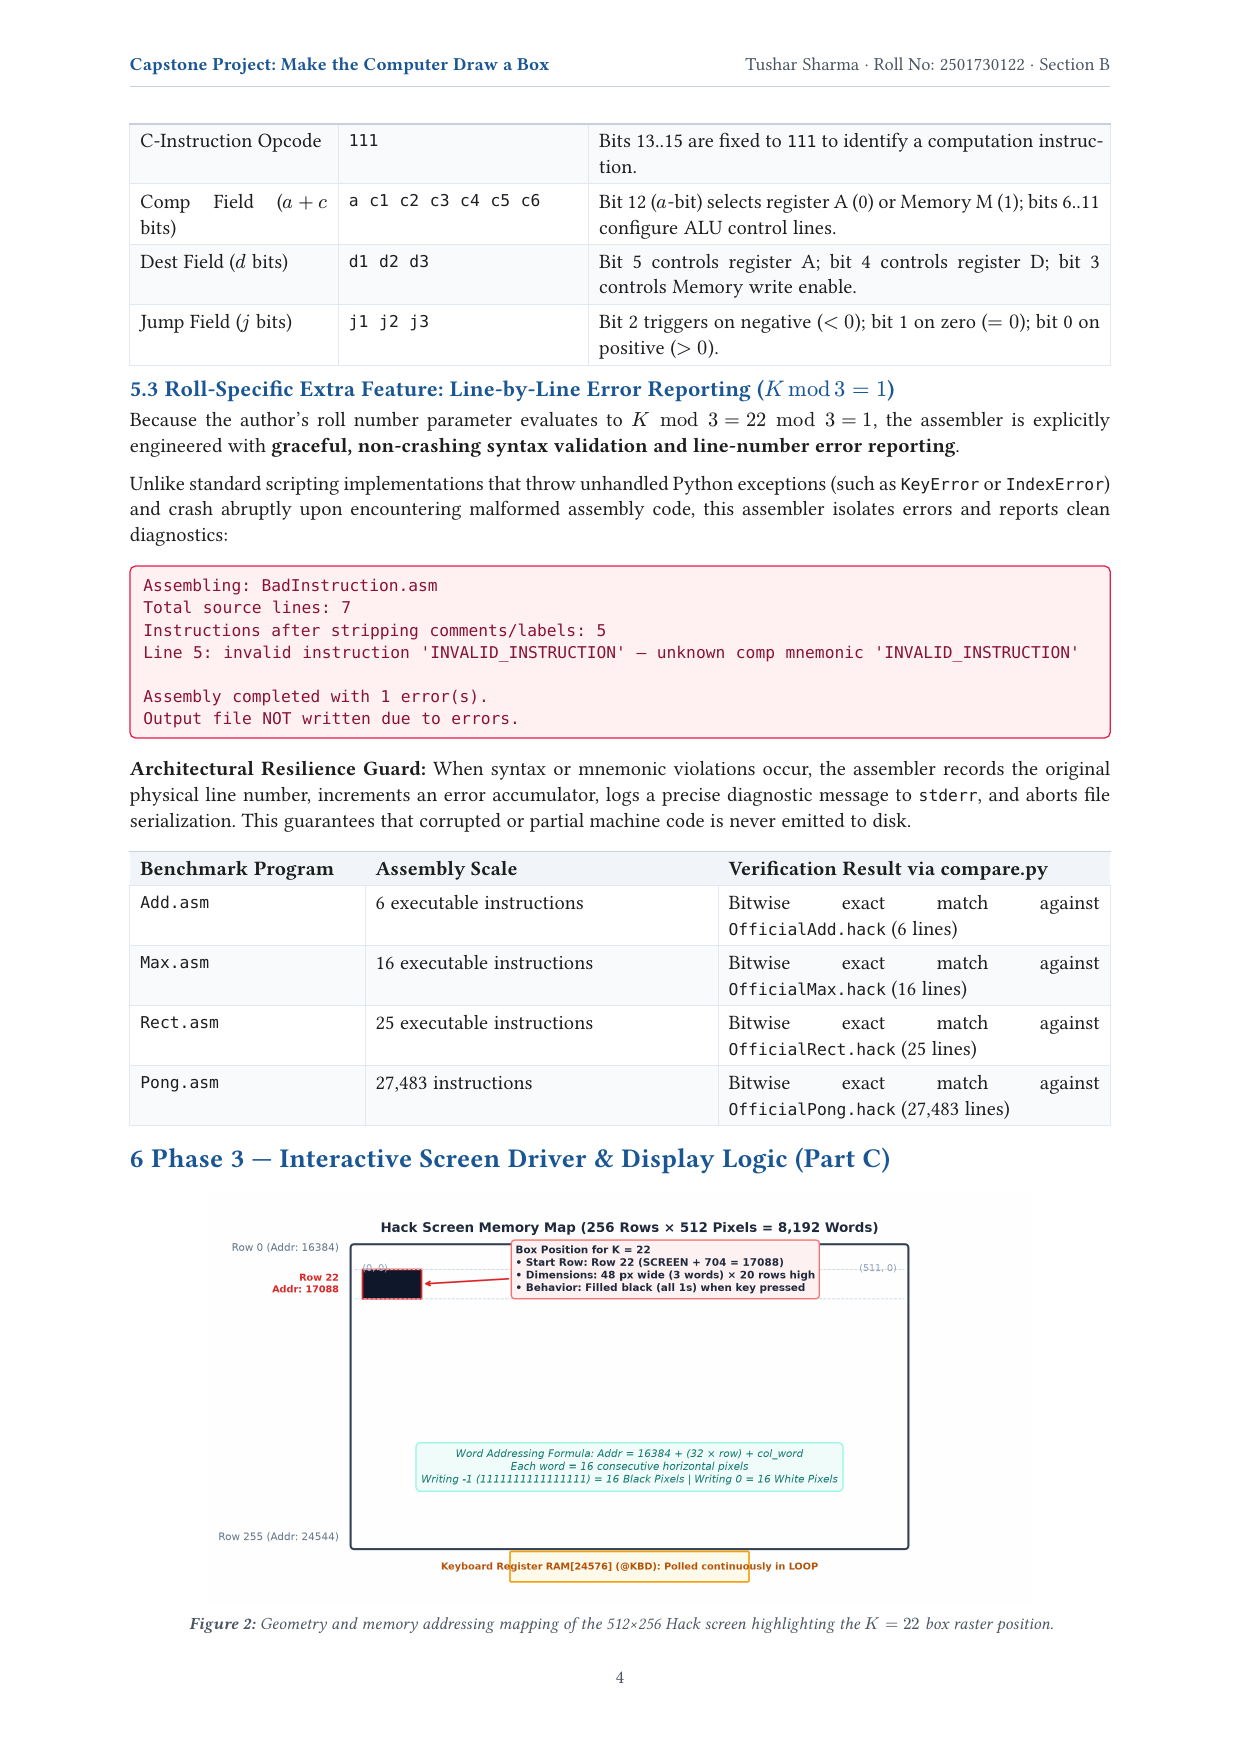 Capstone Project: Make the Computer Draw a Box
Tushar Sharma · Roll No: 2501730122 · Section B
C-Instruction Opcode
111
Bits 13..15 are fixed to 111 to identify a computation instruc-
tion.
Comp Field (a + c
bits)
a c1 c2 c3 c4 c5 c6
Bit 12 (a-bit) selects register A (0) or Memory M (1); bits 6..11
configure ALU control lines.
Dest Field (d bits)
d1 d2 d3
Bit 5 controls register A; bit 4 controls register D; bit 3
controls Memory write enable.
Jump Field (j bits)
j1 j2 j3
Bit 2 triggers on negative (< 0); bit 1 on zero (= 0); bit 0 on
positive (> 0).
5.3 Roll-Specific Extra Feature: Line-by-Line Error Reporting (K mod 3 = 1)
Because the author's roll number parameter evaluates to K mod 3 = 22 mod 3 = 1, the assembler is explicitly
engineered with graceful, non-crashing syntax validation and line-number error reporting.
Unlike standard scripting implementations that throw unhandled Python exceptions (such as KeyError or IndexError)
and crash abruptly upon encountering malformed assembly code, this assembler isolates errors and reports clean
diagnostics:
Assembling: BadInstruction.asm
Total source lines: 7
Instructions after stripping comments/labels: 5
Line 5: invalid instruction 'INVALID_INSTRUCTION' — unknown comp mnemonic 'INVALID_INSTRUCTION'
Assembly completed with 1 error(s).
Output file NOT written due to errors.
Architectural Resilience Guard: When syntax or mnemonic violations occur, the assembler records the original
physical line number, increments an error accumulator, logs a precise diagnostic message to stderr, and aborts file
serialization. This guarantees that corrupted or partial machine code is never emitted to disk.
Benchmark Program
Assembly Scale
Verification Result via compare.py
Add.asm
6 executable instructions
Bitwise exact match against
OfficialAdd.hack (6 lines)
Max.asm
16 executable instructions
Bitwise exact match against
OfficialMax.hack (16 lines)
Rect.asm
25 executable instructions
Bitwise exact match against
OfficialRect.hack (25 lines)
Pong.asm
27,483 instructions
Bitwise exact match against
OfficialPong.hack (27,483 lines)
6 Phase 3 — Interactive Screen Driver & Display Logic (Part C)
Hack Screen Memory Map (256 Rows × 512 Pixels = 8,192 Words)
Row 0 (Addr: 16384)
Box Position for K = 22
• Start Row: Row 22 (SCREEN + 704 = 17088)
• Dimensions: 48 px wide (3 words) × 20 rows high
• Behavior: Filled black (all 1s) when key pressed
(0, 0)
(511, 0)
Row 22
Addr: 17088
Word Addressing Formula: Addr = 16384 + (32 × row) + col_word
Each word = 16 consecutive horizontal pixels
Writing -1 (1111111111111111) = 16 Black Pixels | Writing 0 = 16 White Pixels
Row 255 (Addr: 24544)
Keyboard Register RAM[24576] (@KBD): Polled continuously in LOOP
Figure 2: Geometry and memory addressing mapping of the 512×256 Hack screen highlighting the K = 22 box raster position.
4